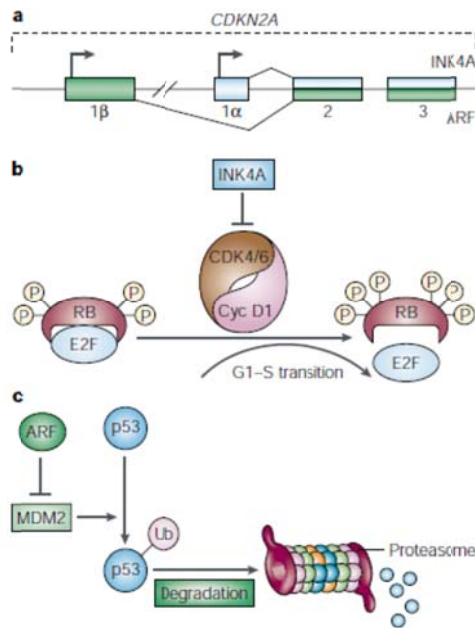 a
CDKN2A
INK4A
1β
1α
2
3
ARF
b
INK4A
CDK4/6
Cyc D1
P P P P
RB
E2F
P P P P P P
RB
E2F
G1–S transition
c
ARF
p53
MDM2
Ub
p53
Proteasome
Degradation